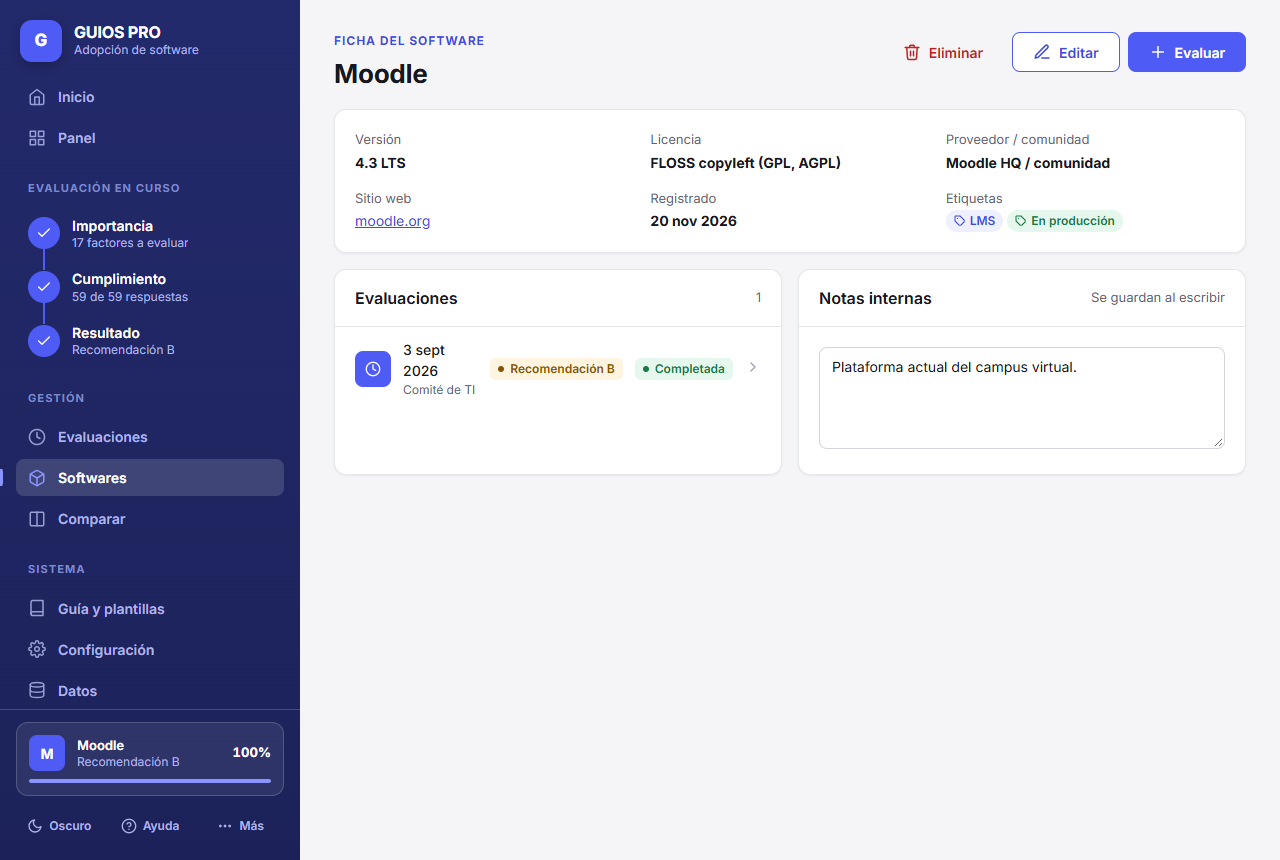 G
GUIOS PRO
Adopción de software
Inicio
Panel
EVALUACIÓN EN CURSO
Importancia
17 factores a evaluar
Cumplimiento
59 de 59 respuestas
Resultado
Recomendación B
GESTIÓN
Evaluaciones
Softwares
Comparar
SISTEMA
Guía y plantillas
Configuración
Datos
M
Moodle
Recomendación B
100%
Oscuro
Ayuda
Más
FICHA DEL SOFTWARE
Moodle
Eliminar
Editar
Evaluar
Versión
4.3 LTS
Licencia
FLOSS copyleft (GPL, AGPL)
Proveedor / comunidad
Moodle HQ / comunidad
Sitio web
moodle.org
Registrado
20 nov 2026
Etiquetas
LMS
En producción
Evaluaciones
1
3 sept
2026
Comité de TI
Recomendación B
Completada
Notas internas
Se guardan al escribir
Plataforma actual del campus virtual.